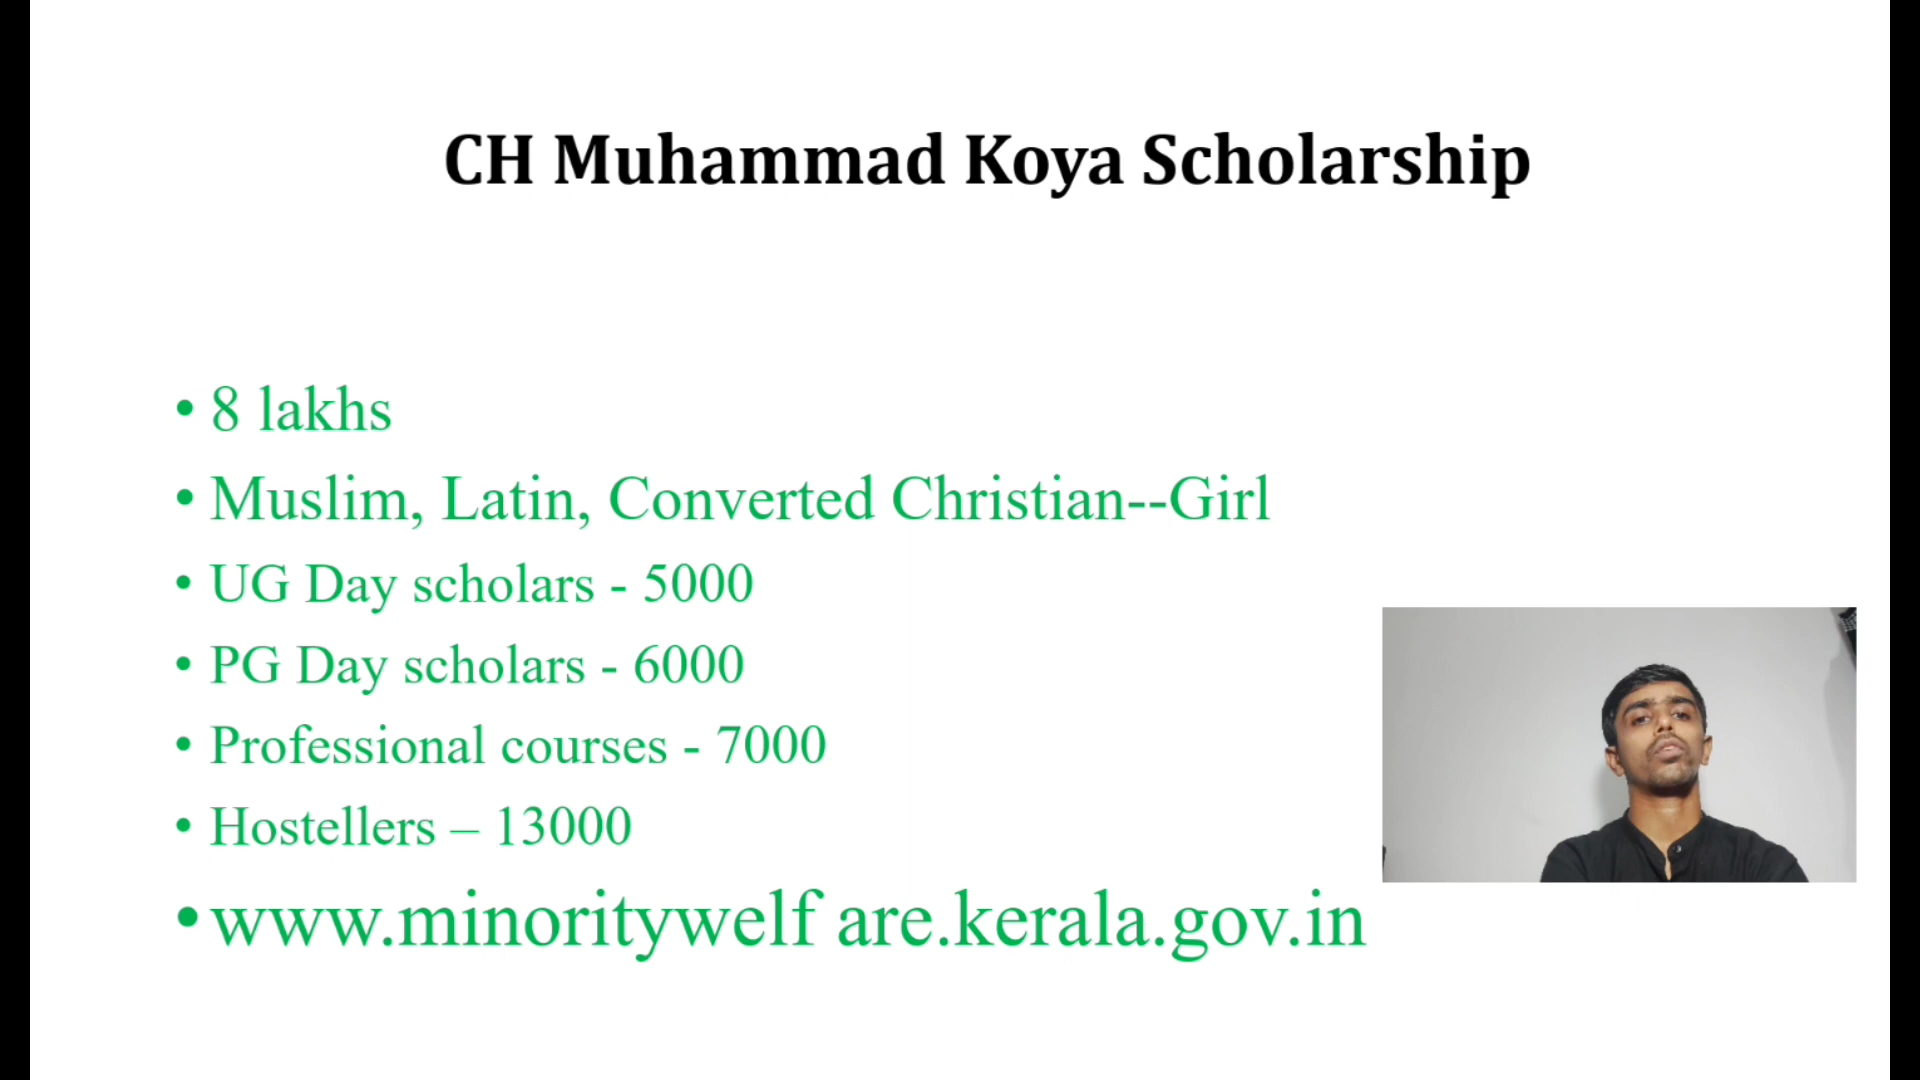 CH Muhammad Koya Scholarship
• 8 lakhs
• Muslim, Latin, Converted Christian--Girl
• UG Day scholars - 5000
• PG Day scholars - 6000
• Professional courses - 7000
• Hostellers – 13000
• www.minoritywelf are.kerala.gov.in